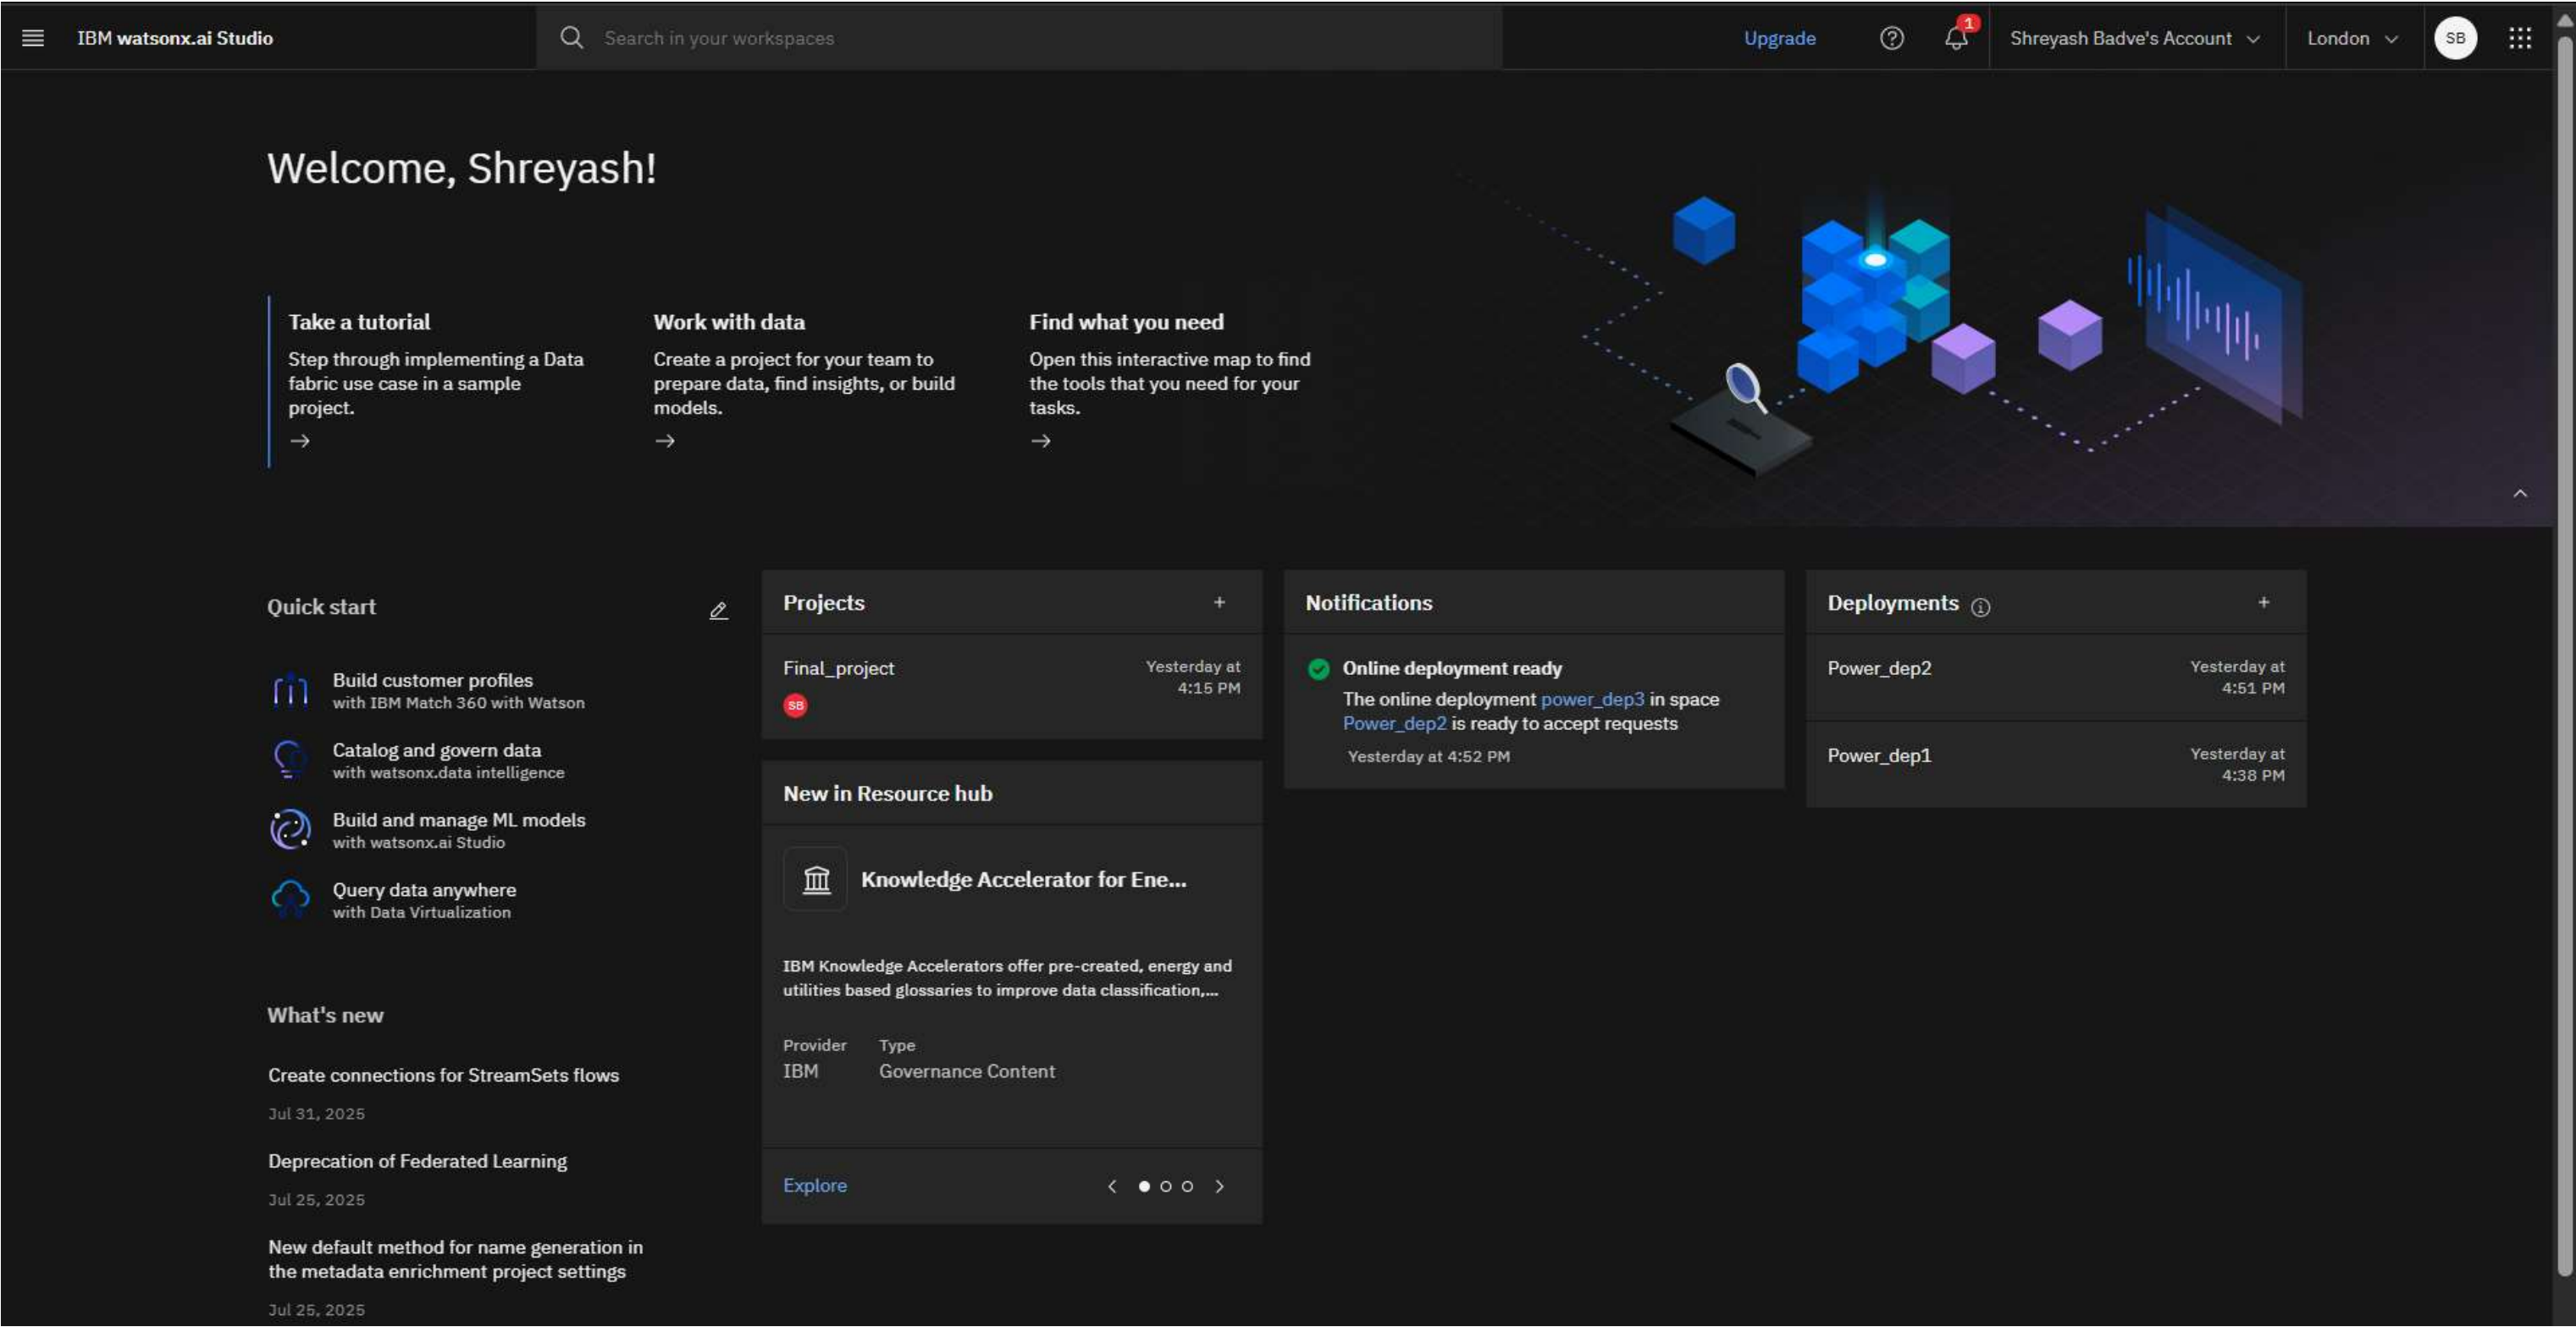 IBM watsonx.ai Studio
Search in your workspaces
Upgrade
1
Shreyash Badve's Account
London
SB
Welcome, Shreyash!
Take a tutorial
Step through implementing a Data
fabric use case in a sample
project.
Work with data
Create a project for your team to
prepare data, find insights, or build
models.
Find what you need
Open this interactive map to find
the tools that you need for your
tasks.
Quick start
Build customer profiles
with IBM Match 360 with Watson
Catalog and govern data
with watsonx.data intelligence
Build and manage ML models
with watsonx.ai Studio
Query data anywhere
with Data Virtualization
What's new
Create connections for StreamSets flows
Jul 31, 2025
Deprecation of Federated Learning
Jul 25, 2025
New default method for name generation in
the metadata enrichment project settings
Jul 25, 2025
Projects
Final_project
Yesterday at
4:15 PM
SB
New in Resource hub
Knowledge Accelerator for Ene...
IBM Knowledge Accelerators offer pre-created, energy and
utilities based glossaries to improve data classification,...
Provider Type
IBM Governance Content
Explore
Notifications
Online deployment ready
The online deployment power_dep3 in space
Power_dep2 is ready to accept requests
Yesterday at 4:52 PM
Deployments
Power_dep2
Yesterday at
4:51 PM
Power_dep1
Yesterday at
4:38 PM